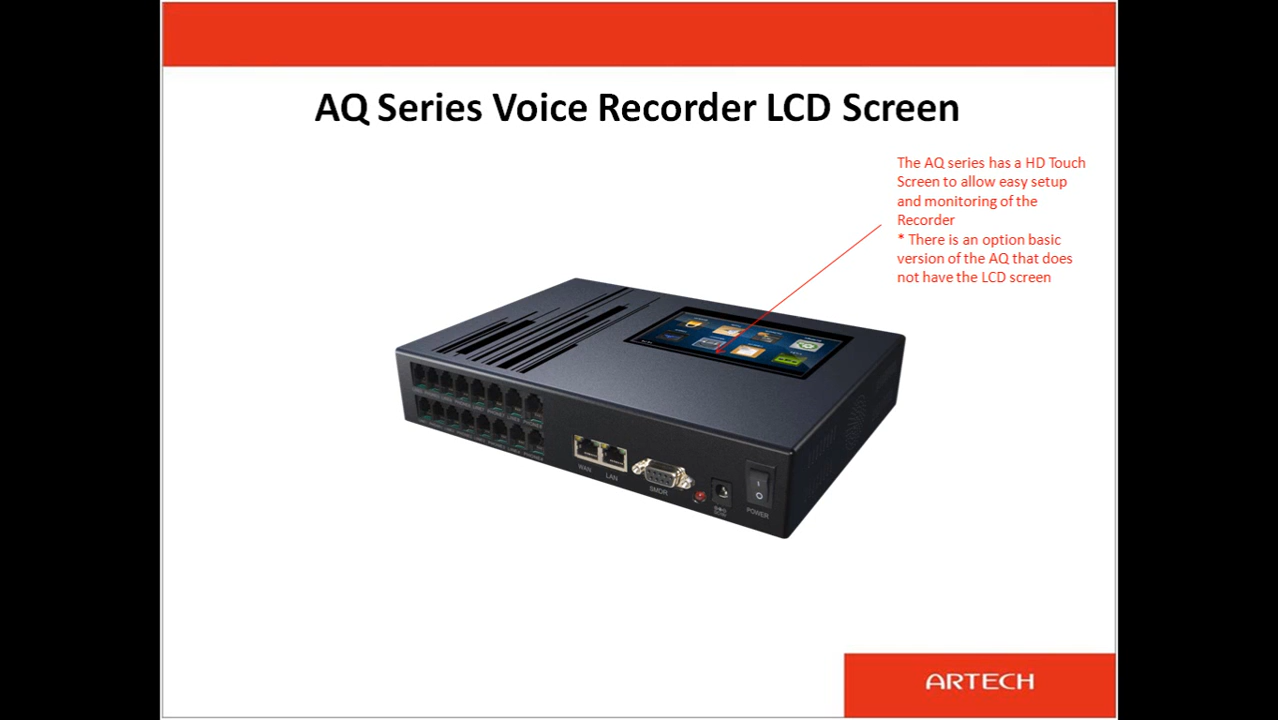 AQ Series Voice Recorder LCD Screen
The AQ series has a HD Touch
Screen to allow easy setup
and monitoring of the
Recorder
* There is an option basic
version of the AQ that does
not have the LCD screen
WAN
LAN
SMDR
POWER
ARTECH